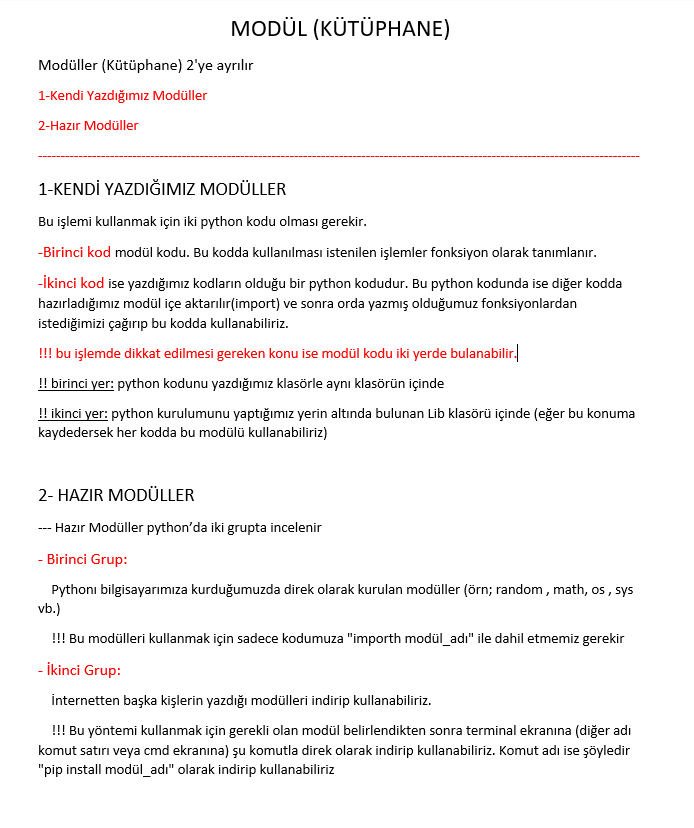 MODÜL (KÜTÜPHANE)
Modüller (Kütüphane) 2'ye ayrılır
1-Kendi Yazdığımız Modüller
2-Hazır Modüller
---------------------------------------------------------------------------------------------------------------------------------------
1-KENDİ YAZDIĞIMIZ MODÜLLER
Bu işlemi kullanmak için iki python kodu olması gerekir.
-Birinci kod modül kodu. Bu kodda kullanılması istenilen işlemler fonksiyon olarak tanımlanır.
-İkinci kod ise yazdığımız kodların olduğu bir python kodudur. Bu python kodunda ise diğer kodda
hazırladığımız modül içe aktarılır(import) ve sonra orda yazmış olduğumuz fonksiyonlardan
istediğimizi çağırıp bu kodda kullanabiliriz.
!!! bu işlemde dikkat edilmesi gereken konu ise modül kodu iki yerde bulanabilir.
!! birinci yer: python kodunu yazdığımız klasörle aynı klasörün içinde
!! ikinci yer: python kurulumunu yaptığımız yerin altında bulunan Lib klasörü içinde (eğer bu konuma
kaydedersek her kodda bu modülü kullanabiliriz)
2- HAZIR MODÜLLER
--- Hazır Modüller python’da iki grupta incelenir
- Birinci Grup:
Pythonı bilgisayarımıza kurduğumuzda direk olarak kurulan modüller (örn; random , math, os , sys
vb.)
!!! Bu modülleri kullanmak için sadece kodumuza "importh modül_adı" ile dahil etmemiz gerekir
- İkinci Grup:
İnternetten başka kişlerin yazdığı modülleri indirip kullanabiliriz.
!!! Bu yöntemi kullanmak için gerekli olan modül belirlendikten sonra terminal ekranına (diğer adı
komut satırı veya cmd ekranına) şu komutla direk olarak indirip kullanabiliriz. Komut adı ise şöyledir
"pip install modül_adı" olarak indirip kullanabiliriz